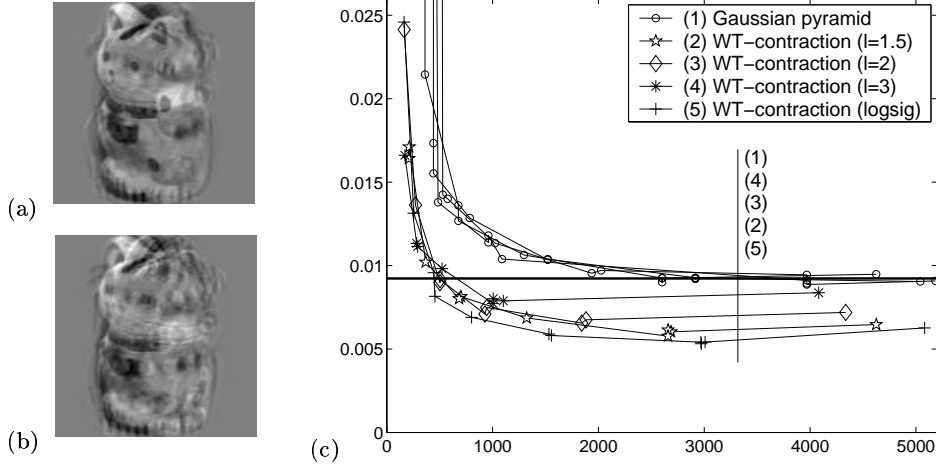 (a)
(b)
(c)
0.025
0.02
0.015
0.01
0.005
0
0
1000
2000
3000
4000
5000
(1) Gaussian pyramid
(2) WT−contraction (l=1.5)
(3) WT−contraction (l=2)
(4) WT−contraction (l=3)
(5) WT−contraction (logsig)
(1)
(4)
(3)
(2)
(5)